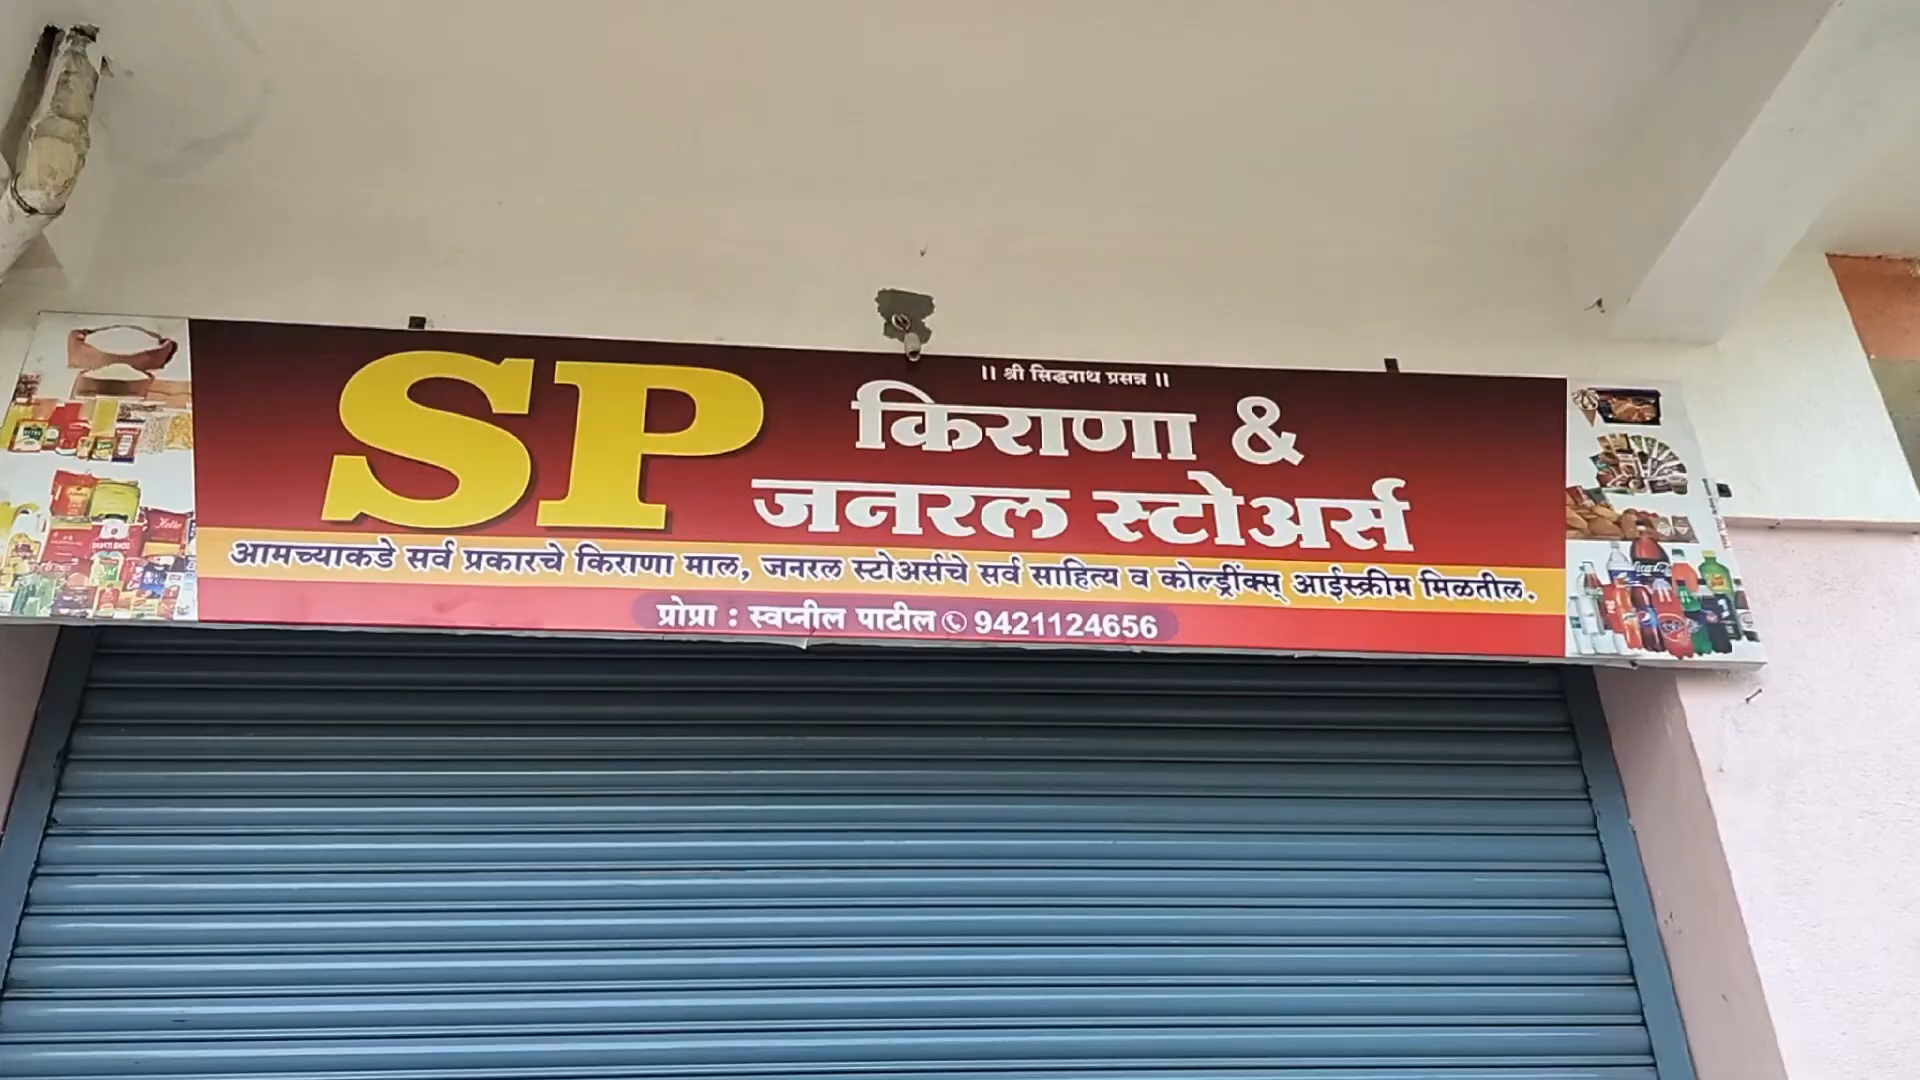 ।। श्री सिद्धनाथ प्रसन्न ।।
SP किराणा &
जनरल स्टोअर्स
आमच्याकडे सर्व प्रकारचे किराणा माल, जनरल स्टोअर्सचे सर्व साहित्य व कोल्ड्रींक्स् आईस्क्रीम मिळतील.
प्रोप्रा : स्वप्नील पाटील 9421124656